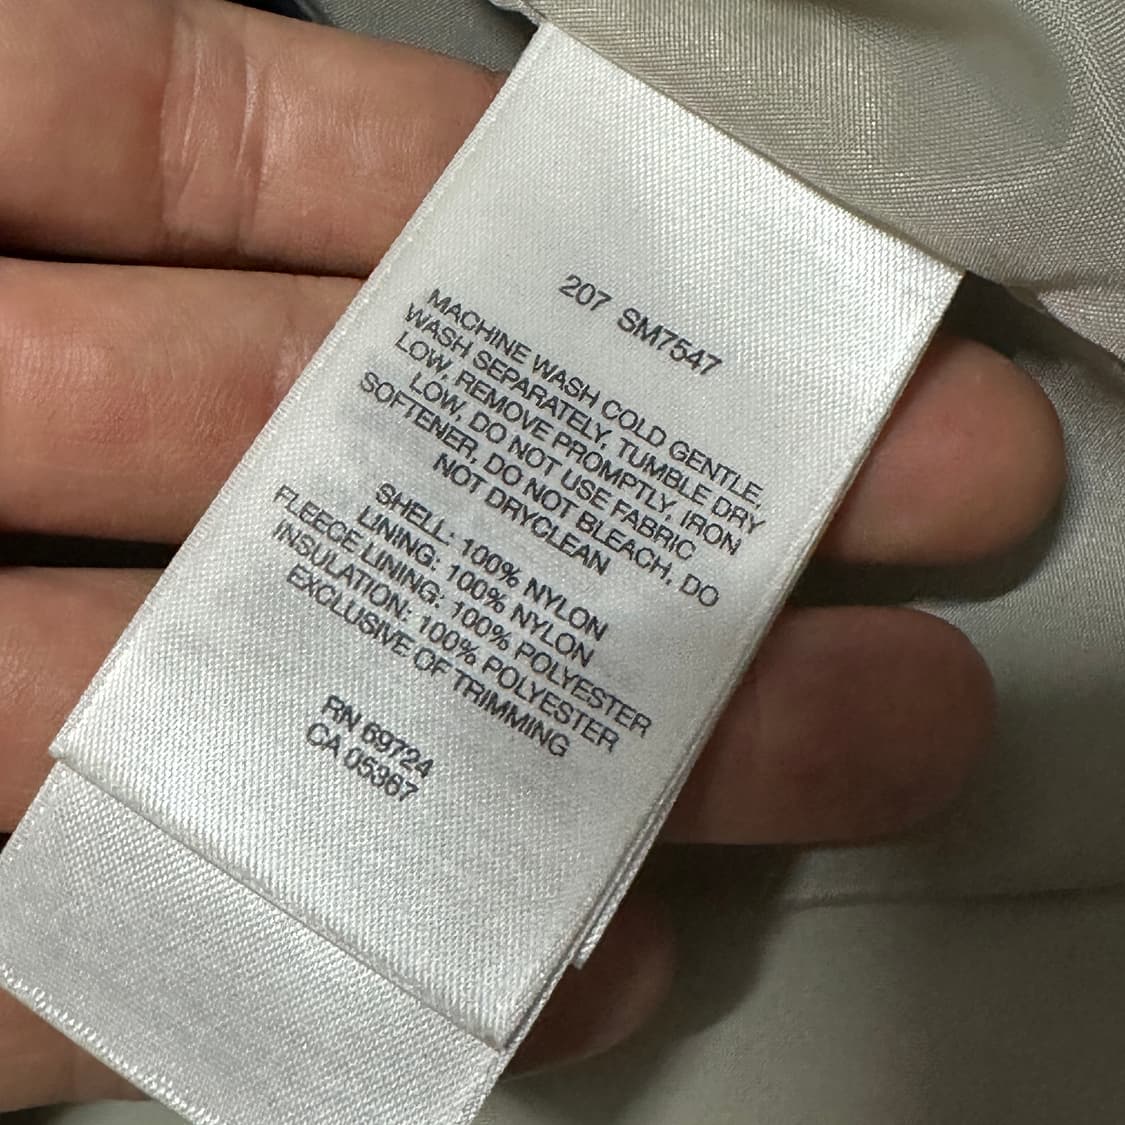 207 SM7547
MACHINE WASH COLD GENTLE,
WASH SEPARATELY, TUMBLE DRY
LOW, REMOVE PROMPTLY, IRON
LOW, DO NOT USE FABRIC
SOFTENER, DO NOT BLEACH, DO
NOT DRYCLEAN
SHELL: 100% NYLON
LINING: 100% NYLON
FLEECE LINING: 100% POLYESTER
INSULATION: 100% POLYESTER
EXCLUSIVE OF TRIMMING
RN 69724
CA 05367